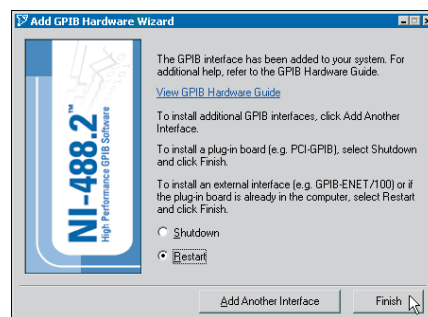 Add GPIB Hardware Wizard
NI-488.2™
High Performance GPIB Software
The GPIB interface has been added to your system. For
additional help, refer to the GPIB Hardware Guide.
View GPIB Hardware Guide
To install additional GPIB interfaces, click Add Another
Interface.
To install a plug-in board (e.g. PCI-GPIB), select Shutdown
and click Finish.
To install an external interface (e.g. GPIB-ENET/100) or if
the plug-in board is already in the computer, select Restart
and click Finish.
Shutdown
Restart
Add Another Interface
Finish